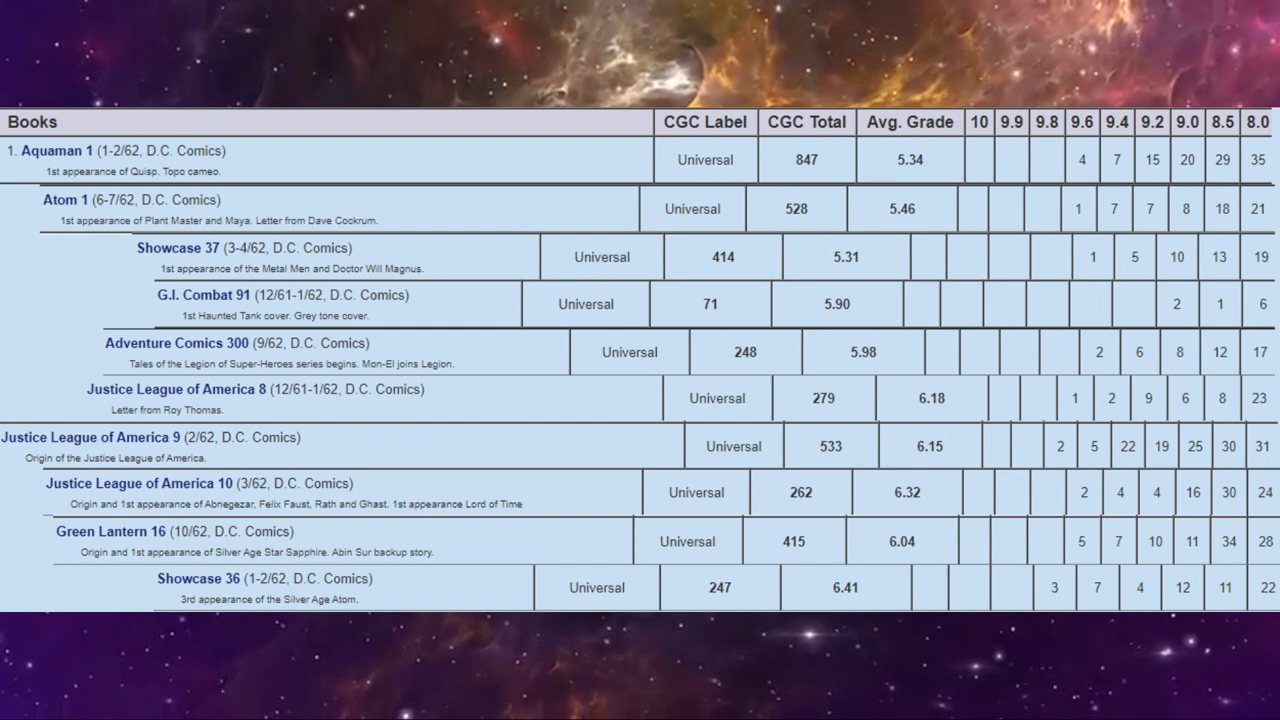 Books CGC Label CGC Total Avg. Grade 10 9.9 9.8 9.6 9.4 9.2 9.0 8.5 8.0
1. Aquaman 1 (1-2/62, D.C. Comics) Universal 847 5.34 4 7 15 20 29 35
1st appearance of Quisp. Topo cameo.
Atom 1 (6-7/62, D.C. Comics) Universal 528 5.46 1 7 7 8 18 21
1st appearance of Plant Master and Maya. Letter from Dave Cockrum.
Showcase 37 (3-4/62, D.C. Comics) Universal 414 5.31 1 5 10 13 19
1st appearance of the Metal Men and Doctor Will Magnus.
G.I. Combat 91 (12/61-1/62, D.C. Comics) Universal 71 5.90 2 1 6
1st Haunted Tank cover. Grey tone cover.
Adventure Comics 300 (9/62, D.C. Comics) Universal 248 5.98 2 6 8 12 17
Tales of the Legion of Super-Heroes series begins. Mon-El joins Legion.
Justice League of America 8 (12/61-1/62, D.C. Comics) Universal 279 6.18 1 2 9 6 8 23
Letter from Roy Thomas.
Justice League of America 9 (2/62, D.C. Comics) Universal 533 6.15 2 5 22 19 25 30 31
Origin of the Justice League of America.
Justice League of America 10 (3/62, D.C. Comics) Universal 262 6.32 2 4 4 16 30 24
Origin and 1st appearance of Abnegezar, Felix Faust, Rath and Ghast. 1st appearance Lord of Time
Green Lantern 16 (10/62, D.C. Comics) Universal 415 6.04 5 7 10 11 34 28
Origin and 1st appearance of Silver Age Star Sapphire. Abin Sur backup story.
Showcase 36 (1-2/62, D.C. Comics) Universal 247 6.41 3 7 4 12 11 22
3rd appearance of the Silver Age Atom.